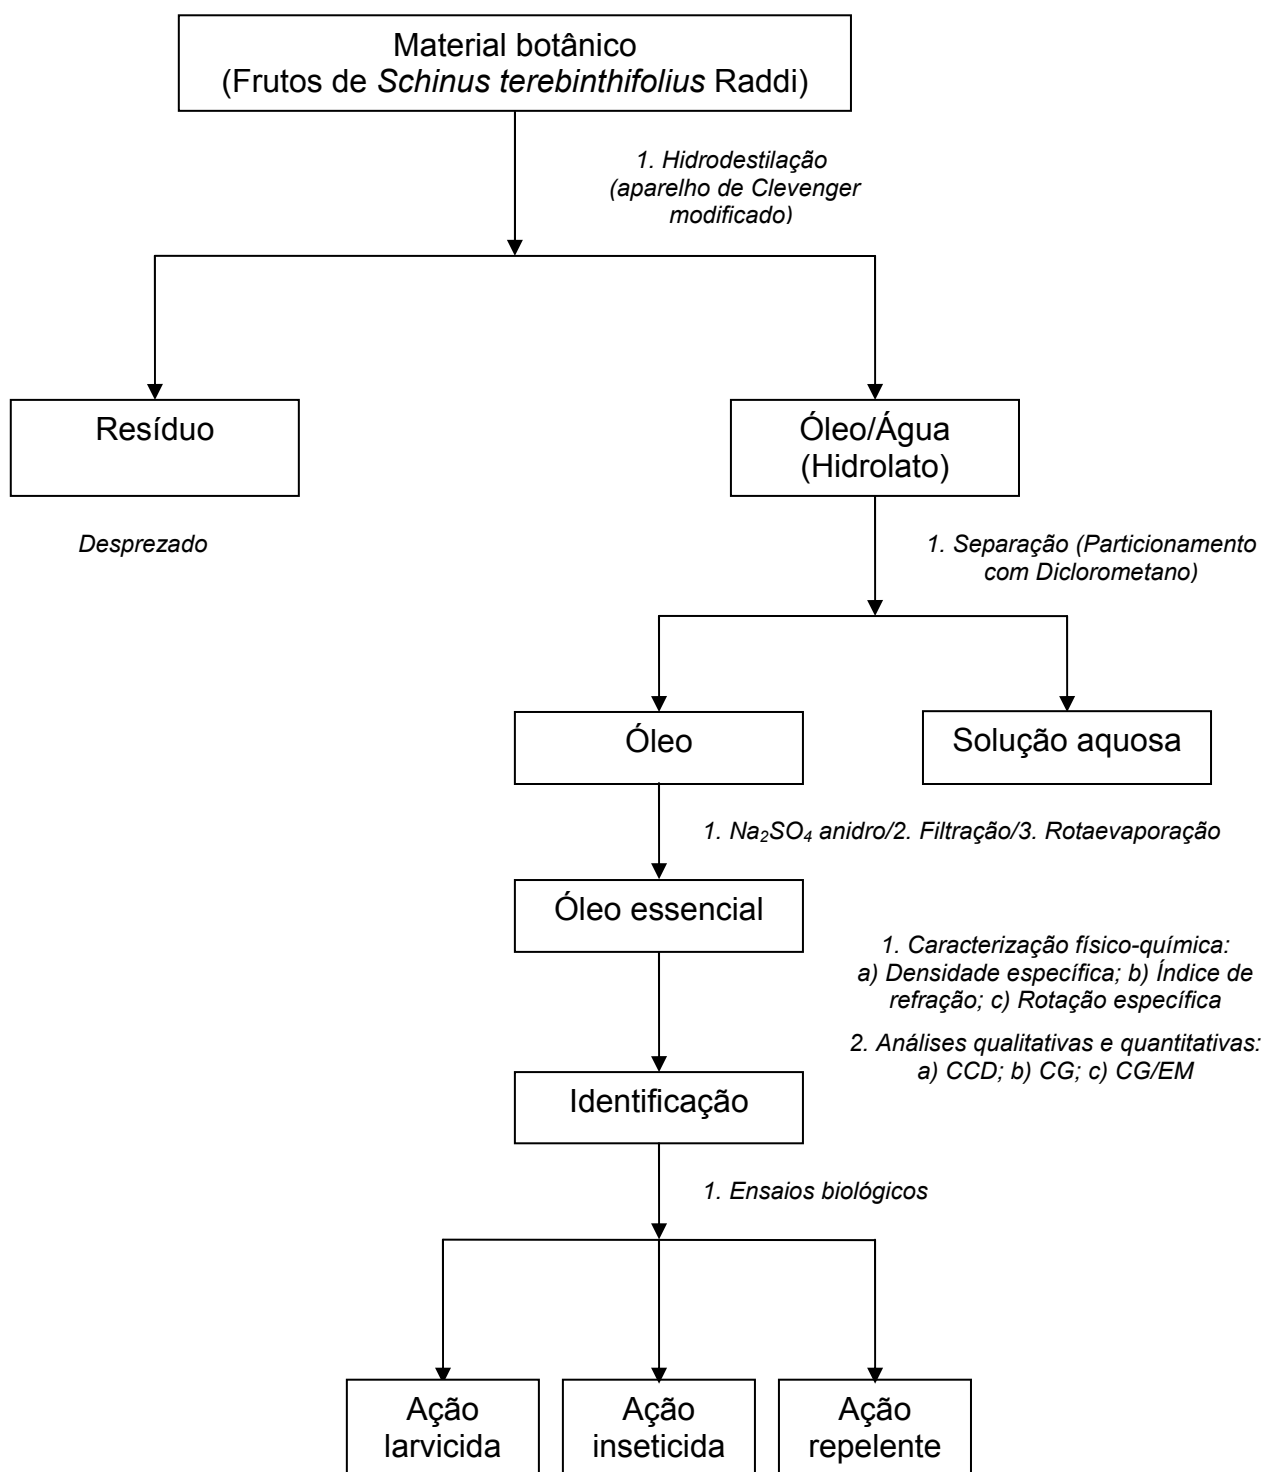 Material botânico
(Frutos de Schinus terebinthifolius Raddi)
1. Hidrodestilação
(aparelho de Clevenger
modificado)
Resíduo
Óleo/Água
(Hidrolato)
Desprezado
1. Separação (Particionamento
com Diclorometano)
Óleo
Solução aquosa
1. Na₂SO₄ anidro/2. Filtração/3. Rotaevaporação
Óleo essencial
1. Caracterização físico-química:
a) Densidade específica; b) Índice de
refração; c) Rotação específica
2. Análises qualitativas e quantitativas:
a) CCD; b) CG; c) CG/EM
Identificação
1. Ensaios biológicos
Ação
larvicida
Ação
inseticida
Ação
repelente